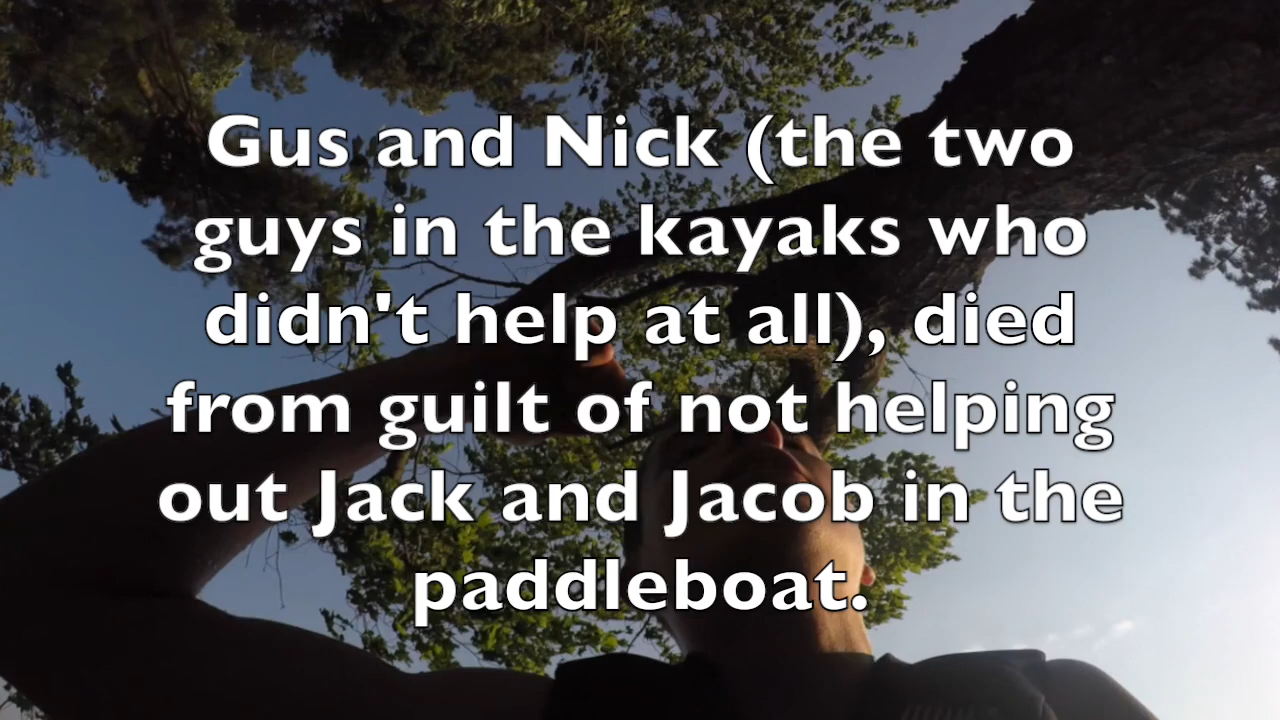 Gus and Nick (the two
guys in the kayaks who
didn't help at all), died
from guilt of not helping
out Jack and Jacob in the
paddleboat.